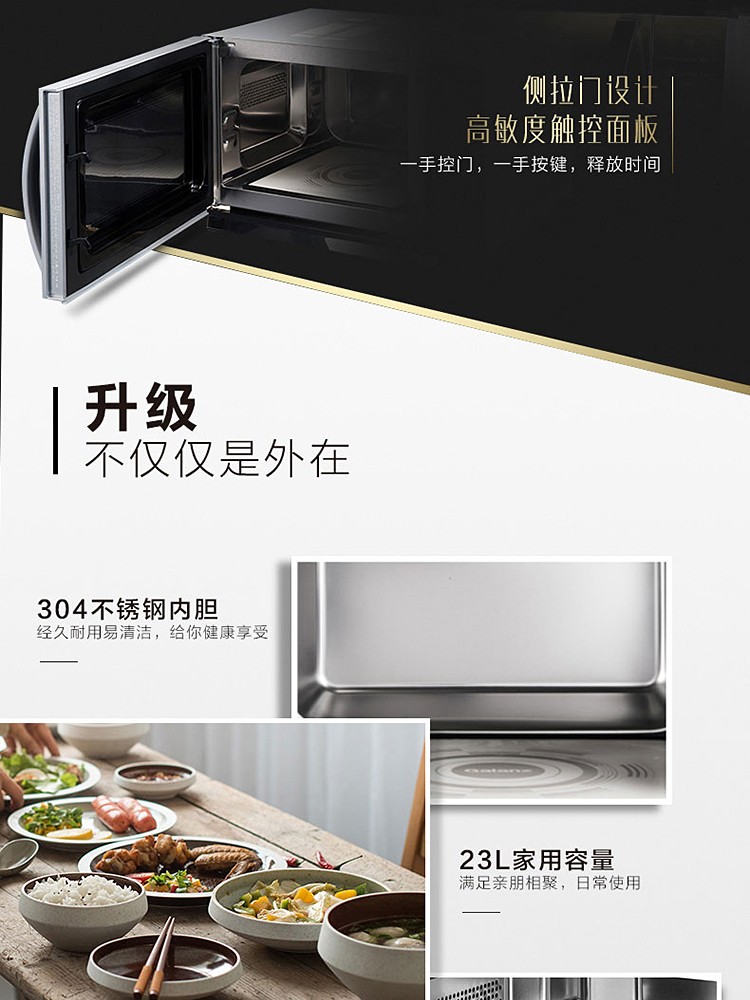 侧拉门设计
高敏度触控面板
一手控门，一手按键，释放时间
升级
不仅仅是外在
304不锈钢内胆
经久耐用易清洁，给你健康享受
Galanz
23L家用容量
满足亲朋相聚，日常使用